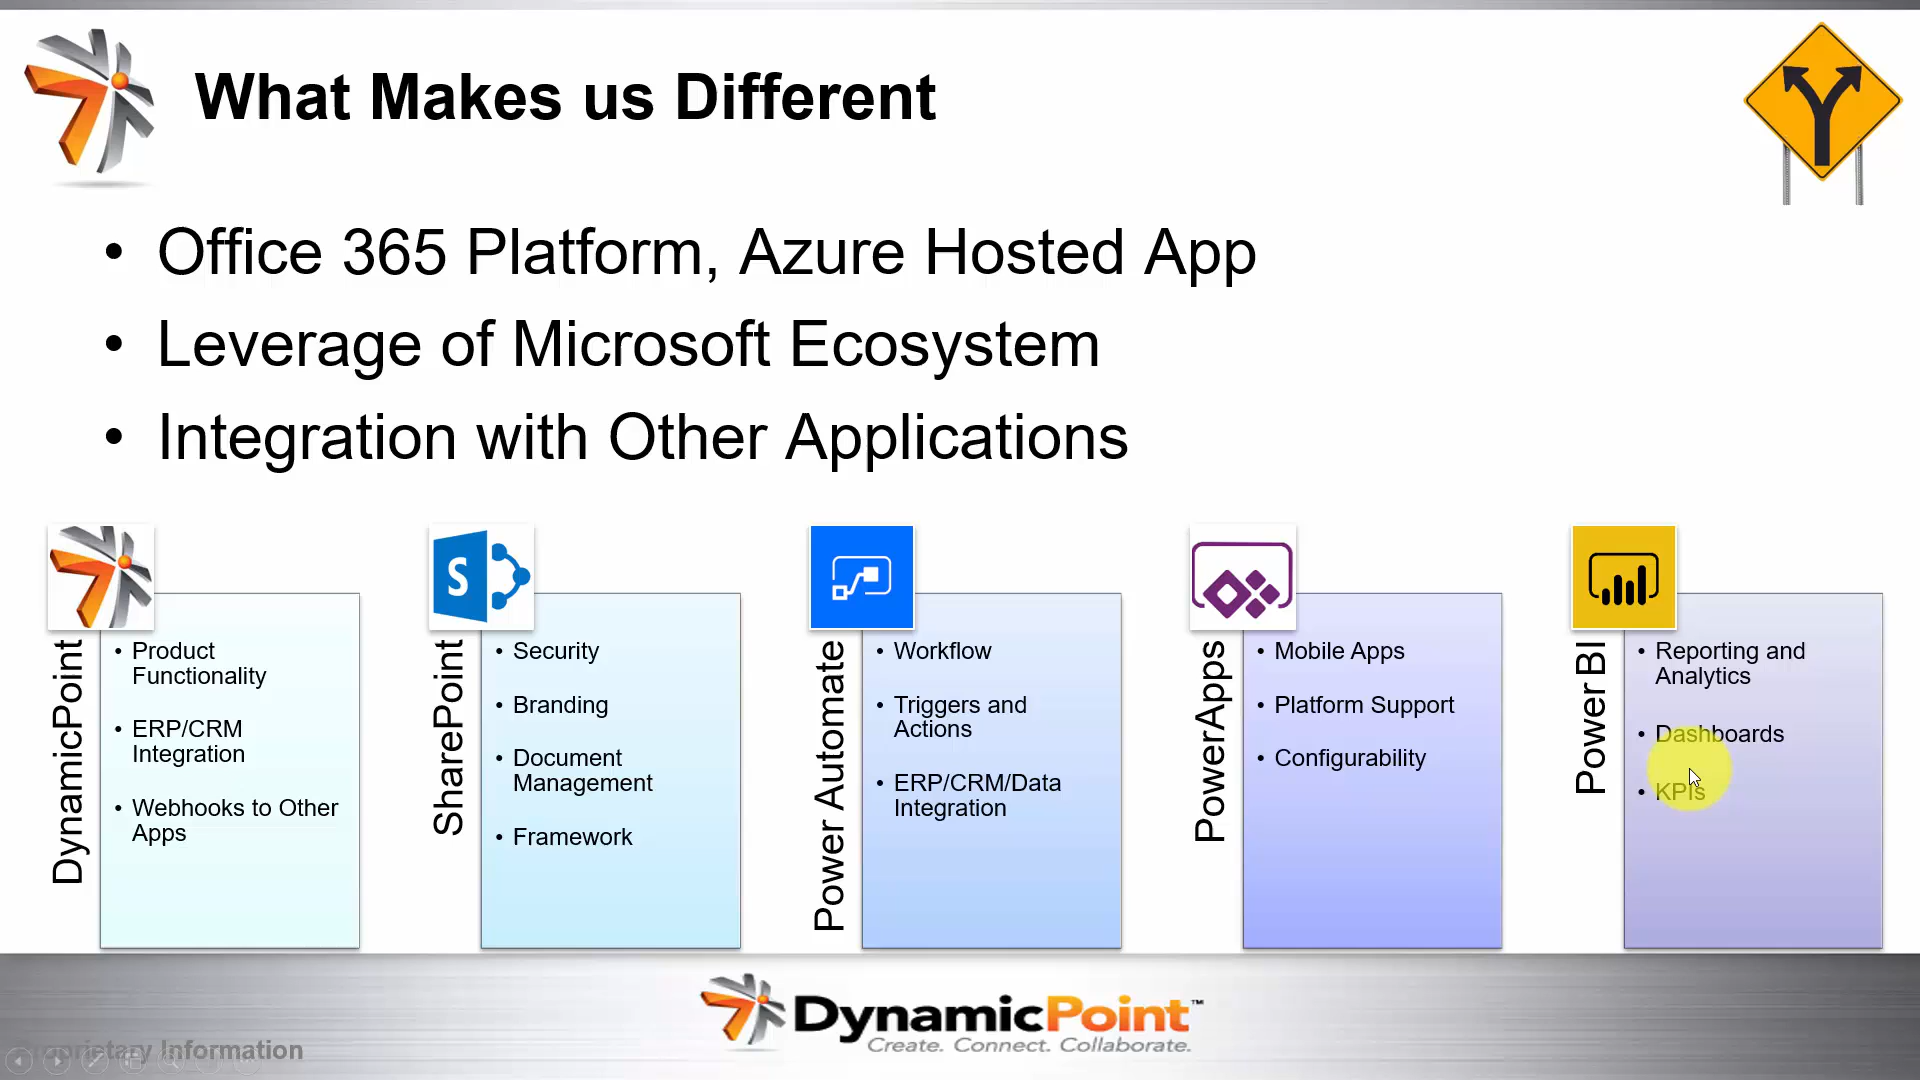 What Makes us Different
• Office 365 Platform, Azure Hosted App
• Leverage of Microsoft Ecosystem
• Integration with Other Applications
DynamicPoint
• Product
Functionality
• ERP/CRM
Integration
• Webhooks to Other
Apps
SharePoint
S
• Security
• Branding
• Document
Management
• Framework
Power Automate
• Workflow
• Triggers and
Actions
• ERP/CRM/Data
Integration
PowerApps
• Mobile Apps
• Platform Support
• Configurability
Power BI
• Reporting and
Analytics
• Dashboards
• KPIs
DynamicPoint™
Create. Connect. Collaborate.
Proprietary Information